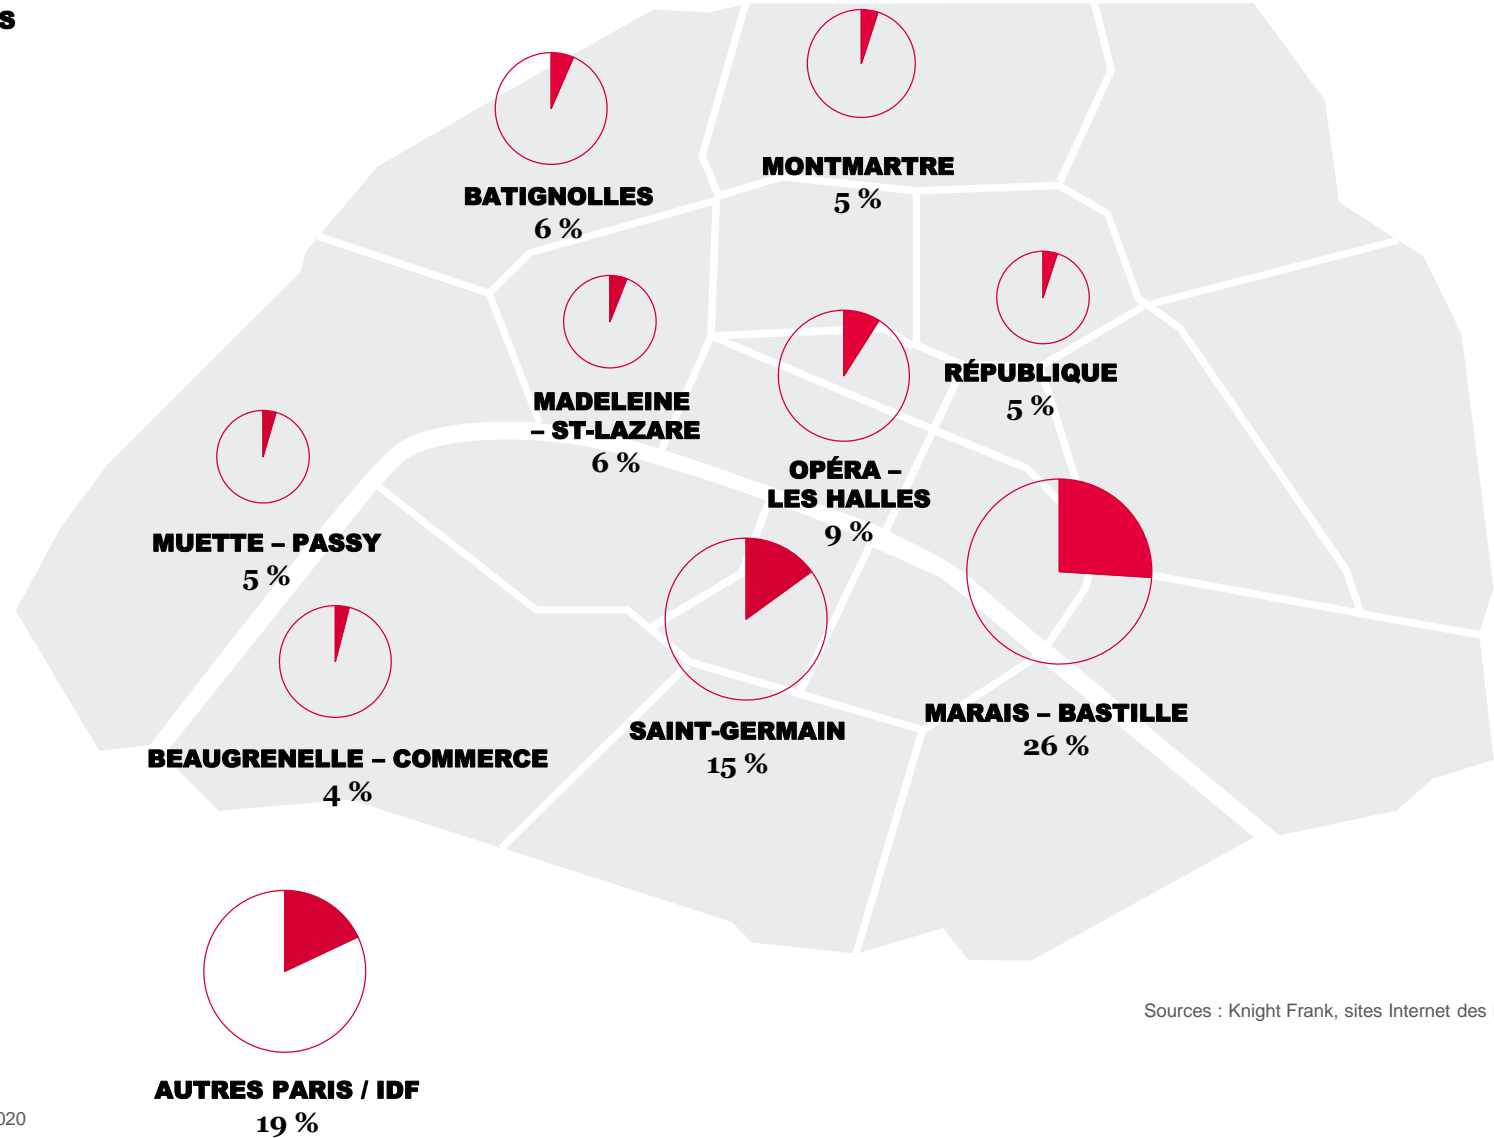 s
MONTMARTRE
5 %
BATIGNOLLES
6 %
RÉPUBLIQUE
5 %
MADELEINE
– ST-LAZARE
6 %
OPÉRA –
LES HALLES
9 %
MUETTE – PASSY
5 %
MARAIS – BASTILLE
26 %
SAINT-GERMAIN
15 %
BEAUGRENELLE – COMMERCE
4 %
Sources : Knight Frank, sites Internet des
AUTRES PARIS / IDF
19 %
020